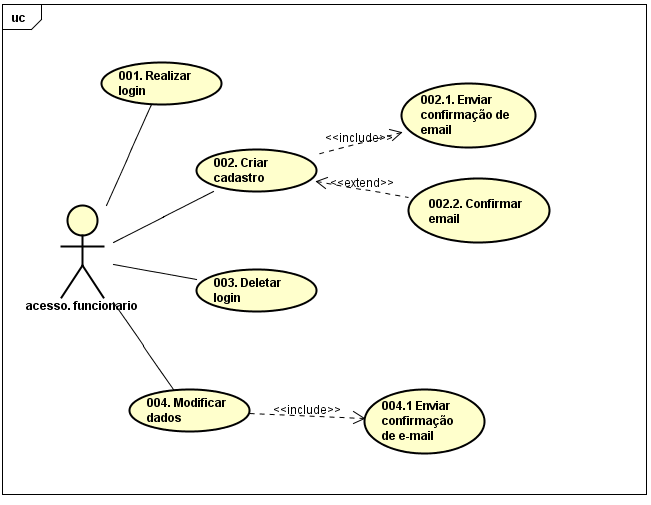 uc
001. Realizar
login
002.1. Enviar
confirmação de
email
<<include>>
002. Criar
cadastro
<<extend>>
002.2. Confirmar
email
003. Deletar
login
acesso. funcionario
004. Modificar
dados
<<include>>
004.1 Enviar
confirmação
de e-mail